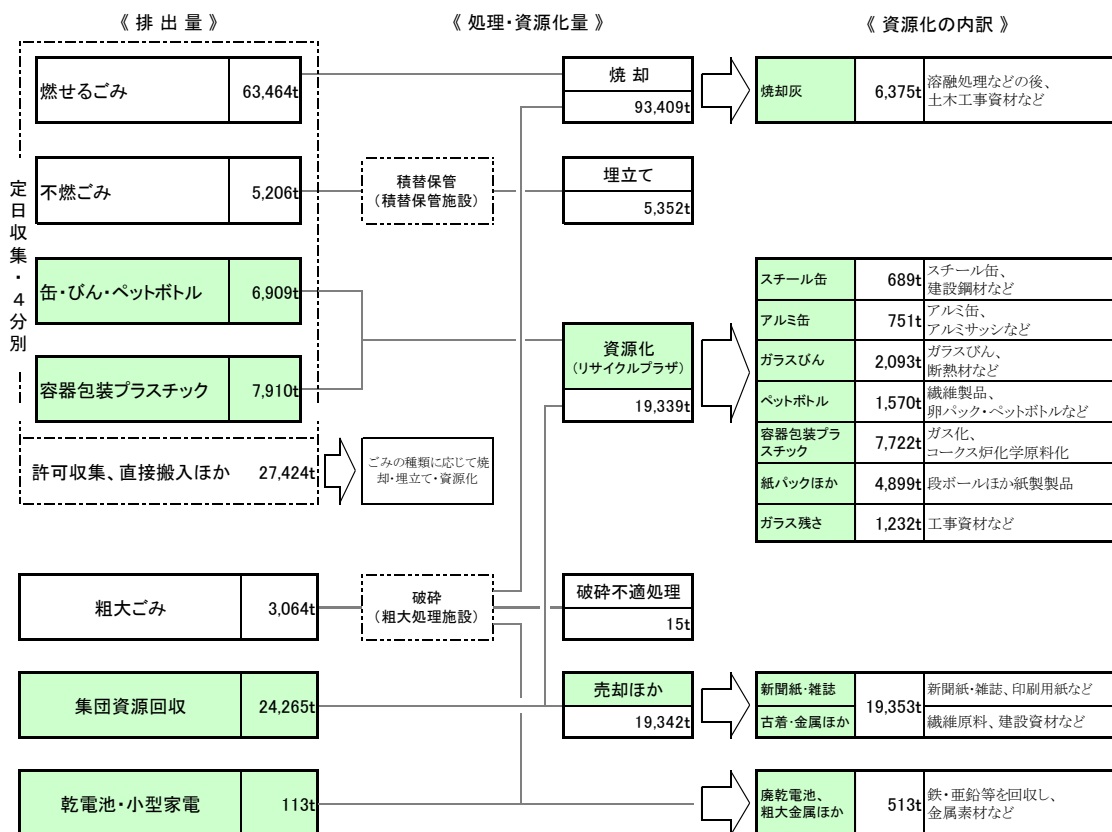 《 排 出 量 》
《 処理・資源化量 》
《 資源化の内訳 》
定日収集・4分別
燃せるごみ 63,464t
不燃ごみ 5,206t
缶・びん・ペットボトル 6,909t
容器包装プラスチック 7,910t
許可収集、直接搬入ほか 27,424t
ごみの種類に応じて焼
却・埋立て・資源化
粗大ごみ 3,064t
集団資源回収 24,265t
乾電池・小型家電 113t
積替保管
（積替保管施設）
破砕
（粗大処理施設）
焼 却
93,409t
埋立て
5,352t
資源化
（リサイクルプラザ）
19,339t
破砕不適処理
15t
売却ほか
19,342t
焼却灰 6,375t 溶融処理などの後、
土木工事資材など
スチール缶 689t スチール缶、
建設鋼材など
アルミ缶 751t アルミ缶、
アルミサッシなど
ガラスびん 2,093t ガラスびん、
断熱材など
ペットボトル 1,570t 繊維製品、
卵パック・ペットボトルなど
容器包装プラ
スチック 7,722t ガス化、
コークス炉化学原料化
紙パックほか 4,899t 段ボールほか紙製製品
ガラス残さ 1,232t 工事資材など
新聞紙・雑誌 19,353t 新聞紙・雑誌、印刷用紙など
古着・金属ほか 繊維原料、建設資材など
廃乾電池、
粗大金属ほか 513t 鉄・亜鉛等を回収し、
金属素材など